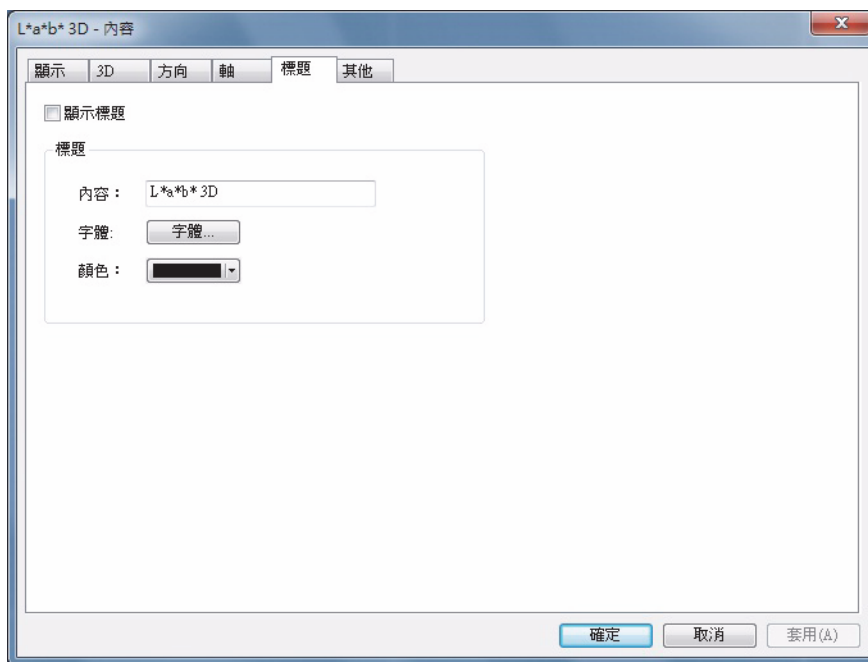 L*a*b* 3D - 內容
顯示 3D 方向 軸 標題 其他
顯示標題
標題
內容： L*a*b* 3D
字體: 字體...
顏色：
確定 取消 套用(A)